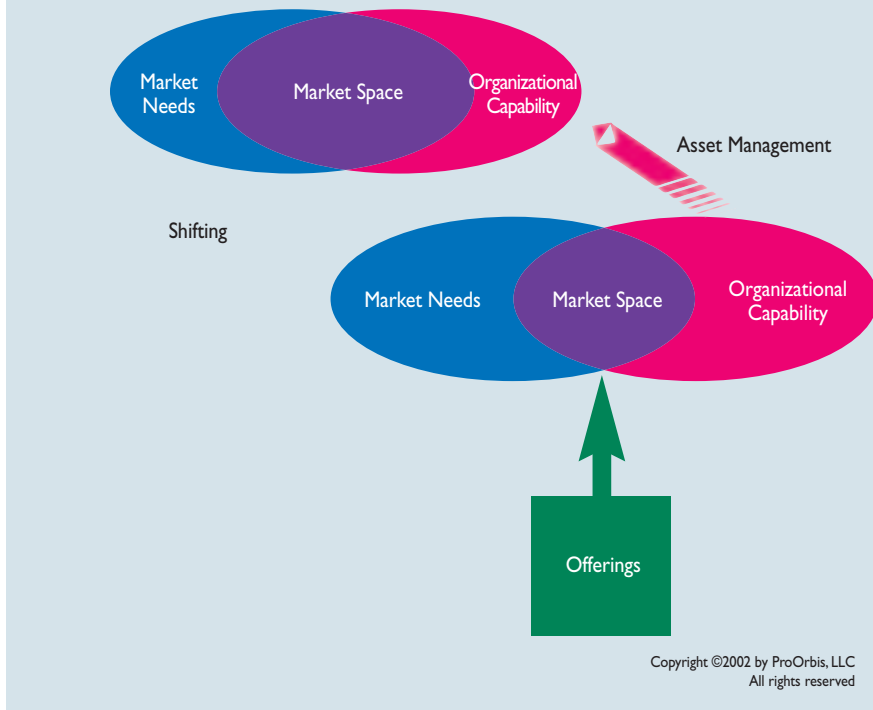 Market
Needs
Market Space
Organizational
Capability
Asset Management
Shifting
Market Needs
Market Space
Organizational
Capability
Offerings
Copyright ©2002 by ProOrbis, LLC
All rights reserved